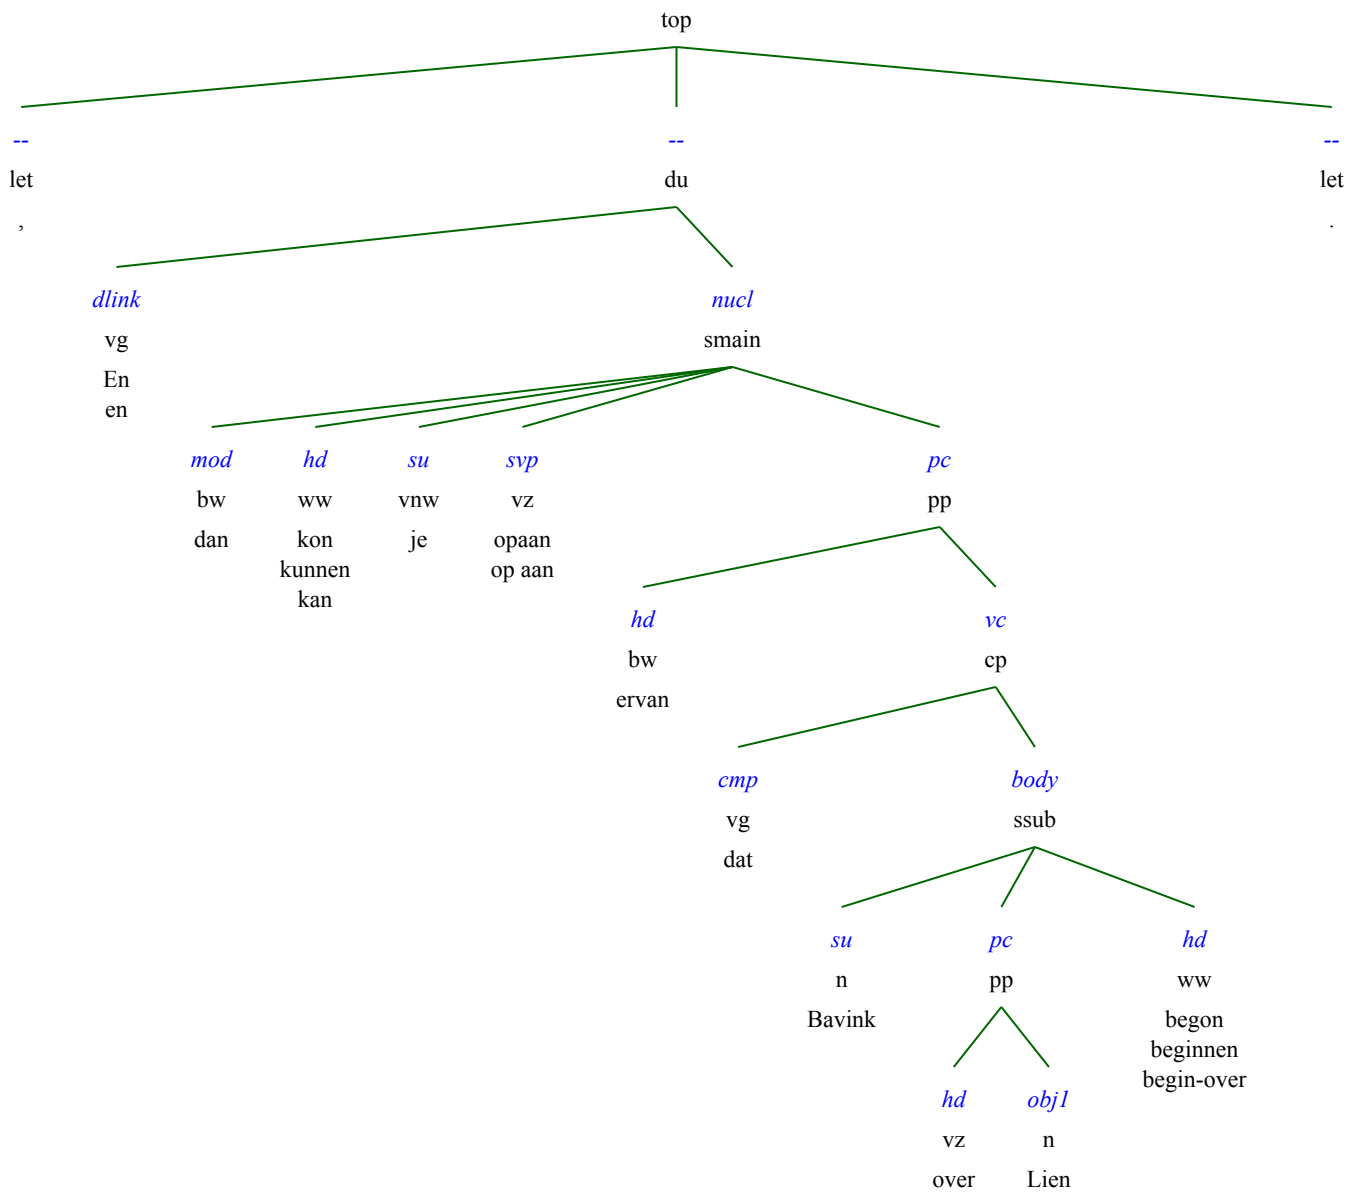 top
-- -- --
let du let
, .
dlink nucl
vg smain
En
en
mod hd su svp pc
bw ww vnw vz pp
dan kon je opaan
kunnen op aan
kan
hd vc
bw cp
ervan
cmp body
vg ssub
dat
su pc hd
n pp ww
Bavink begon
beginnen
begin-over
hd obj1
vz n
over Lien